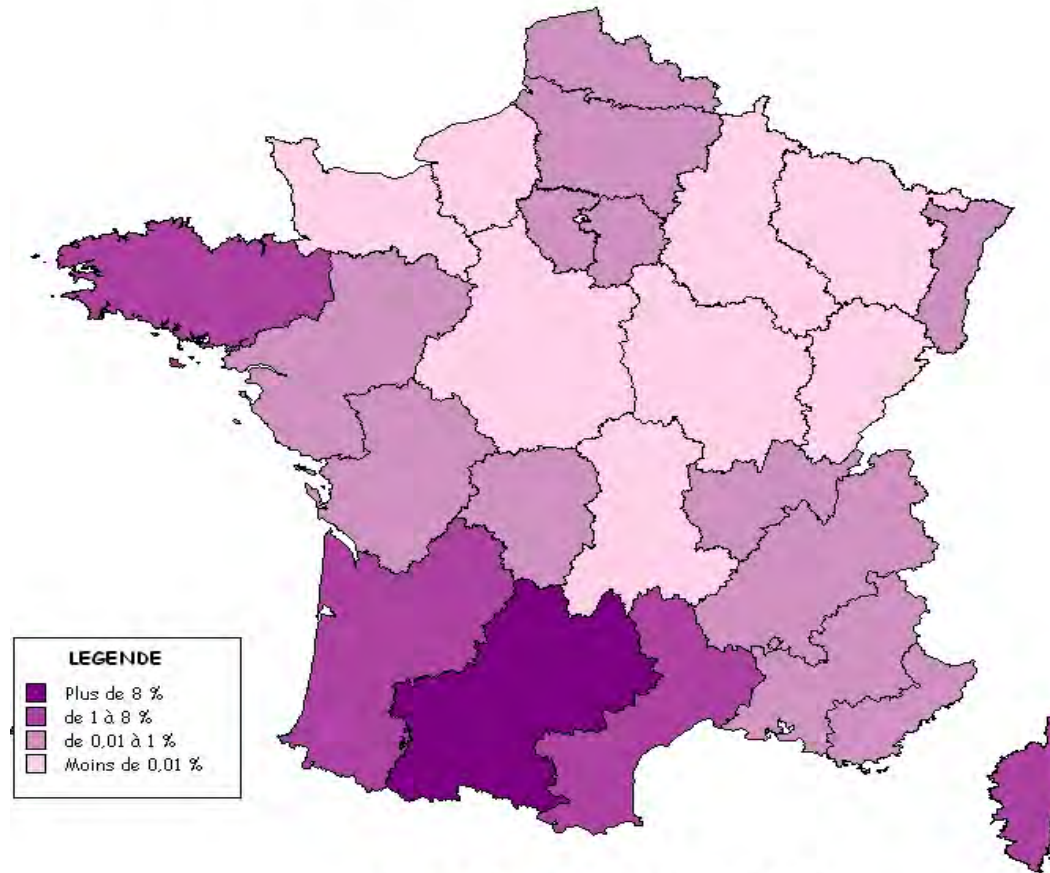 LEGENDE
Plus de 8 %
de 1 à 8 %
de 0,01 à 1 %
Moins de 0,01 %